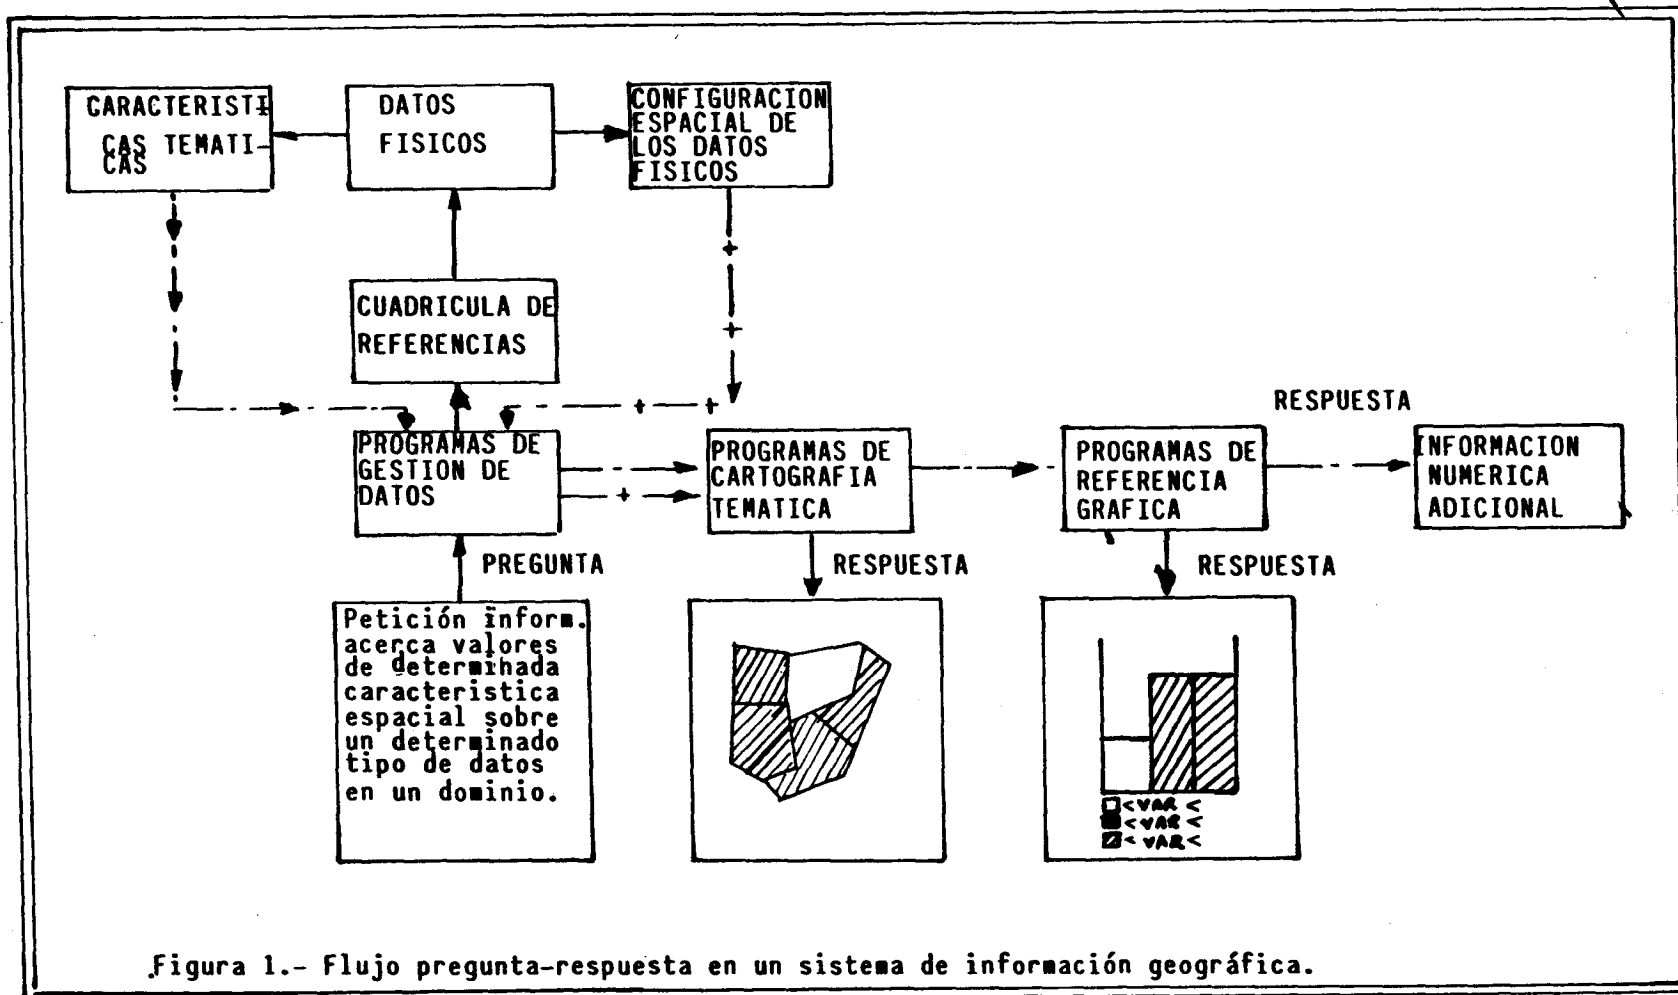 CARACTERISTI
CAS TEMATI-
CAS
DATOS
FISICOS
CONFIGURACION
ESPACIAL DE
LOS DATOS
FISICOS
CUADRICULA DE
REFERENCIAS
PROGRAMAS DE
GESTION DE
DATOS
PROGRAMAS DE
CARTOGRAFIA
TEMATICA
PROGRAMAS DE
REFERENCIA
GRAFICA
RESPUESTA
INFORMACION
NUMERICA
ADICIONAL
PREGUNTA
RESPUESTA
RESPUESTA
Petición inform.
acerca valores
de determinada
caracteristica
espacial sobre
un determinado
tipo de datos
en un dominio.
< VAR <
< VAR <
< VAR <
Figura 1.- Flujo pregunta-respuesta en un sistema de información geográfica.